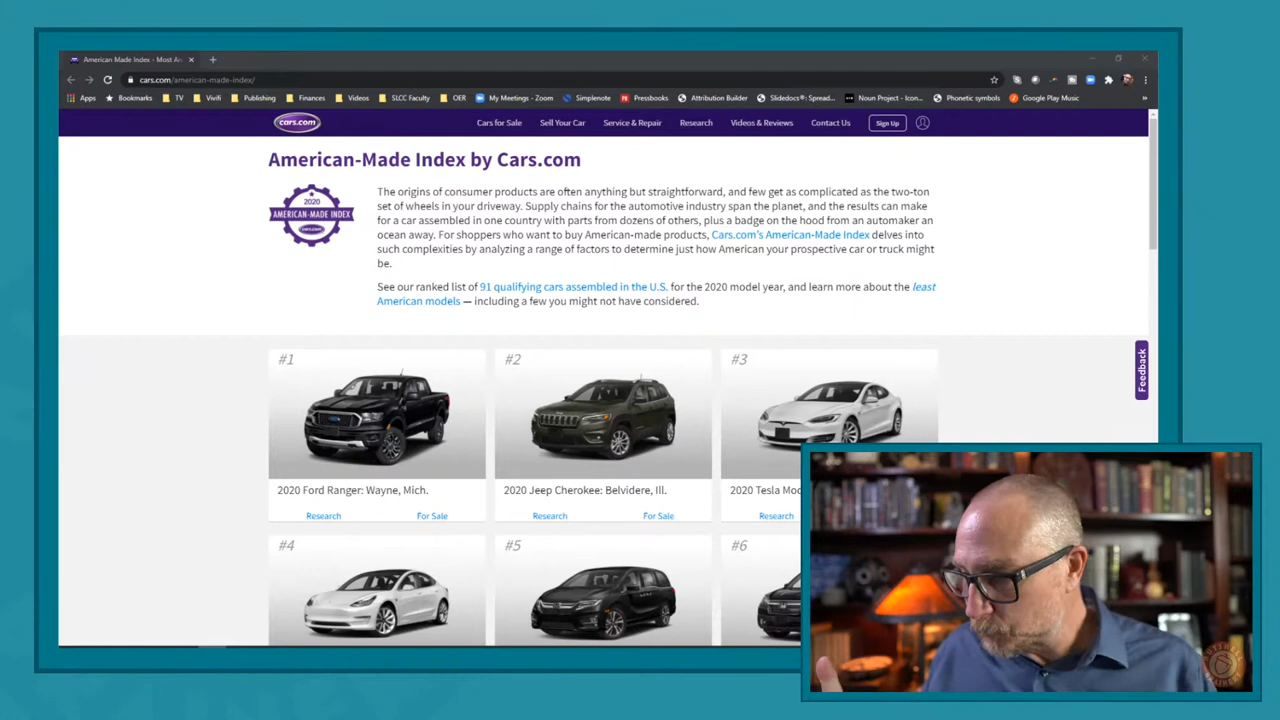 American Made Index - Most Am
cars.com/american-made-index/
Apps Bookmarks TV Vivifi Publishing Finances Videos SLCC Faculty OER My Meetings - Zoom Simplenote Pressbooks Attribution Builder Slidedocs®: Spread... Noun Project - Icon... Phonetic symbols Google Play Music »
cars.com Cars for Sale Sell Your Car Service & Repair Research Videos & Reviews Contact Us Sign Up
American-Made Index by Cars.com
2020
AMERICAN-MADE INDEX
cars.com
The origins of consumer products are often anything but straightforward, and few get as complicated as the two-ton
set of wheels in your driveway. Supply chains for the automotive industry span the planet, and the results can make
for a car assembled in one country with parts from dozens of others, plus a badge on the hood from an automaker an
ocean away. For shoppers who want to buy American-made products, Cars.com's American-Made Index delves into
such complexities by analyzing a range of factors to determine just how American your prospective car or truck might
be.
See our ranked list of 91 qualifying cars assembled in the U.S. for the 2020 model year, and learn more about the least
American models — including a few you might not have considered.
Feedback
#1 #2 #3
2020 Ford Ranger: Wayne, Mich. 2020 Jeep Cherokee: Belvidere, Ill. 2020 Tesla Mod
Research For Sale Research For Sale Research
#4 #5 #6